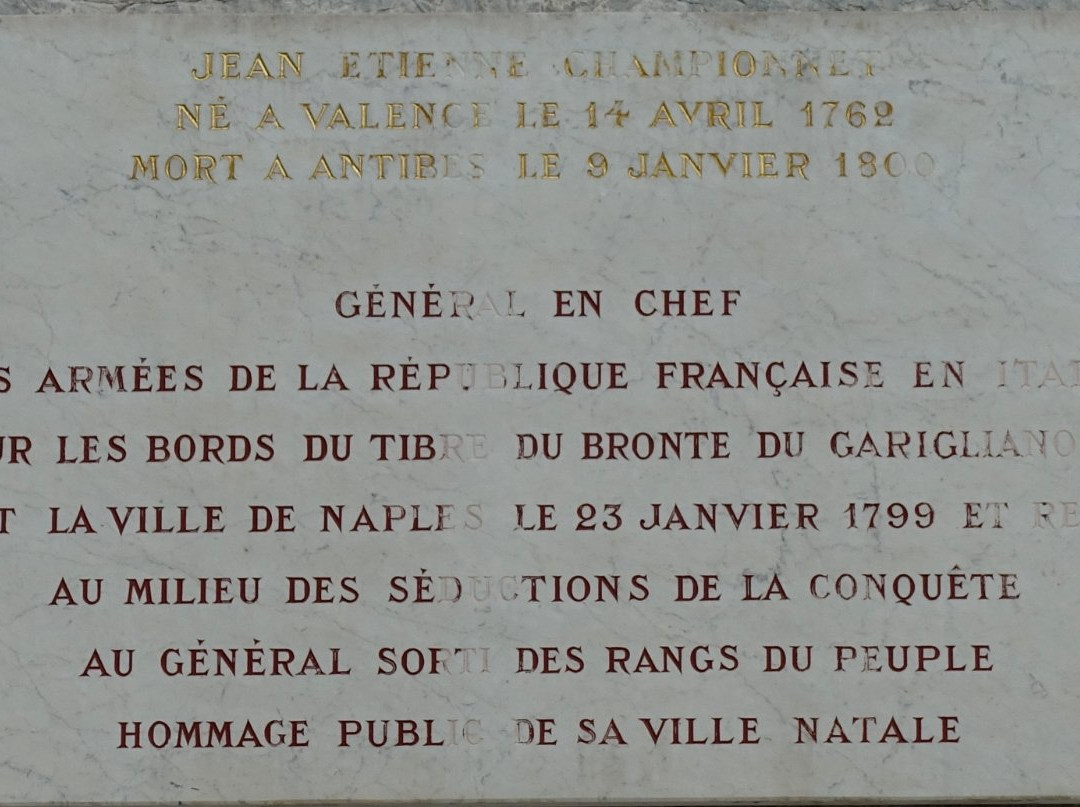 JEAN ETIENNE CHAMPIONNET
NÉ A VALENCE LE 14 AVRIL 1762
MORT A ANTIBES LE 9 JANVIER 1800
GÉNÉRAL EN CHEF
S ARMÉES DE LA RÉPUBLIQUE FRANÇAISE EN ITAL
UR LES BORDS DU TIBRE DU BRONTE DU GARIGLIANO
T LA VILLE DE NAPLES LE 23 JANVIER 1799 ET RE
AU MILIEU DES SÉDUCTIONS DE LA CONQUÊTE
AU GÉNÉRAL SORTI DES RANGS DU PEUPLE
HOMMAGE PUBLIC DE SA VILLE NATALE